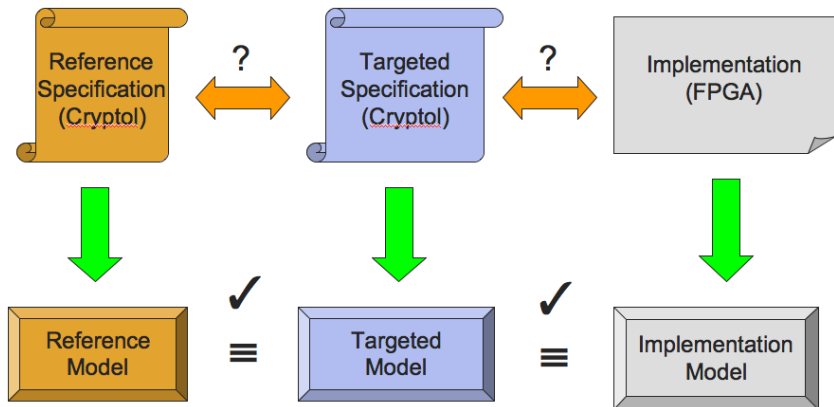 Reference
Specification
(Cryptol)
?
Targeted
Specification
(Cryptol)
?
Implementation
(FPGA)
✓
≡
✓
≡
Reference
Model
Targeted
Model
Implementation
Model